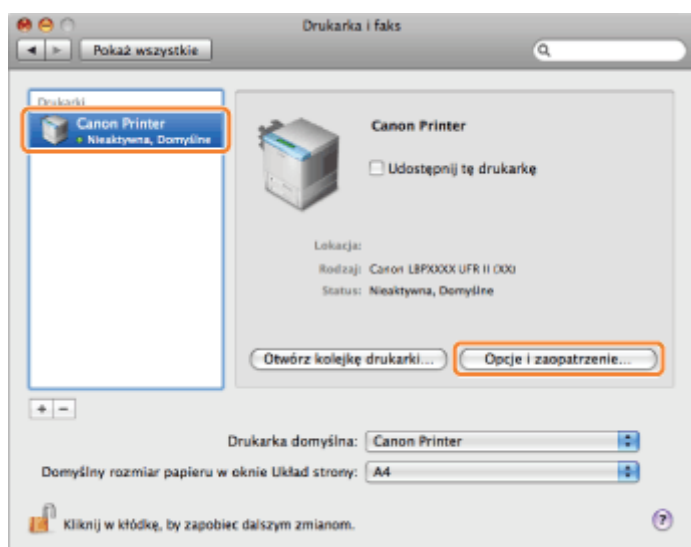 Drukarka i faks
Pokaż wszystkie
Drukarki
Canon Printer
Nieaktywna, Domyślne
Canon Printer
Udostępnij tę drukarkę
Lokacja:
Rodzaj: Canon LBPXXXX UFR II (XX)
Status: Nieaktywna, Domyślne
Otwórz kolejkę drukarki...
Opcje i zaopatrzenie...
+ −
Drukarka domyślna: Canon Printer
Domyślny rozmiar papieru w oknie Układ strony: A4
Kliknij w kłódkę, by zapobiec dalszym zmianom.
?